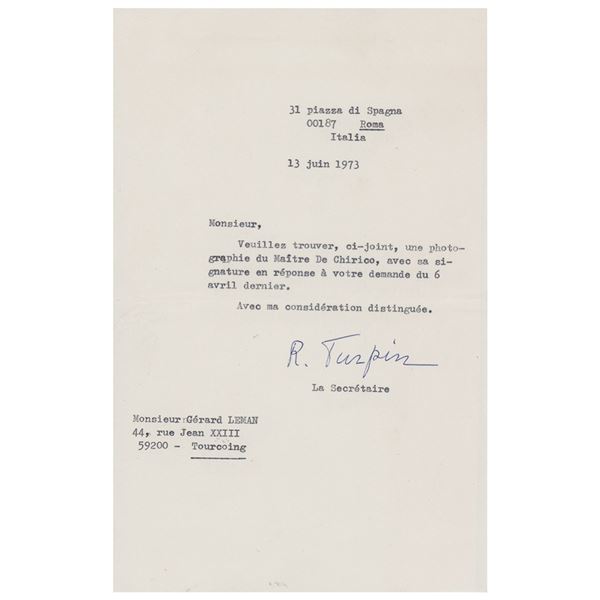 31 piazza di Spagna
00187 Roma
Italia
13 juin 1973
Monsieur,
Veuillez trouver, ci-joint, une photo-
graphie du Maître De Chirico, avec sa si-
gnature en réponse à votre demande du 6
avril dernier.
Avec ma considération distinguée.
R. Turpin
La Secrétaire
Monsieur Gérard LEMAN
44, rue Jean XXIII
59200 - Tourcoing